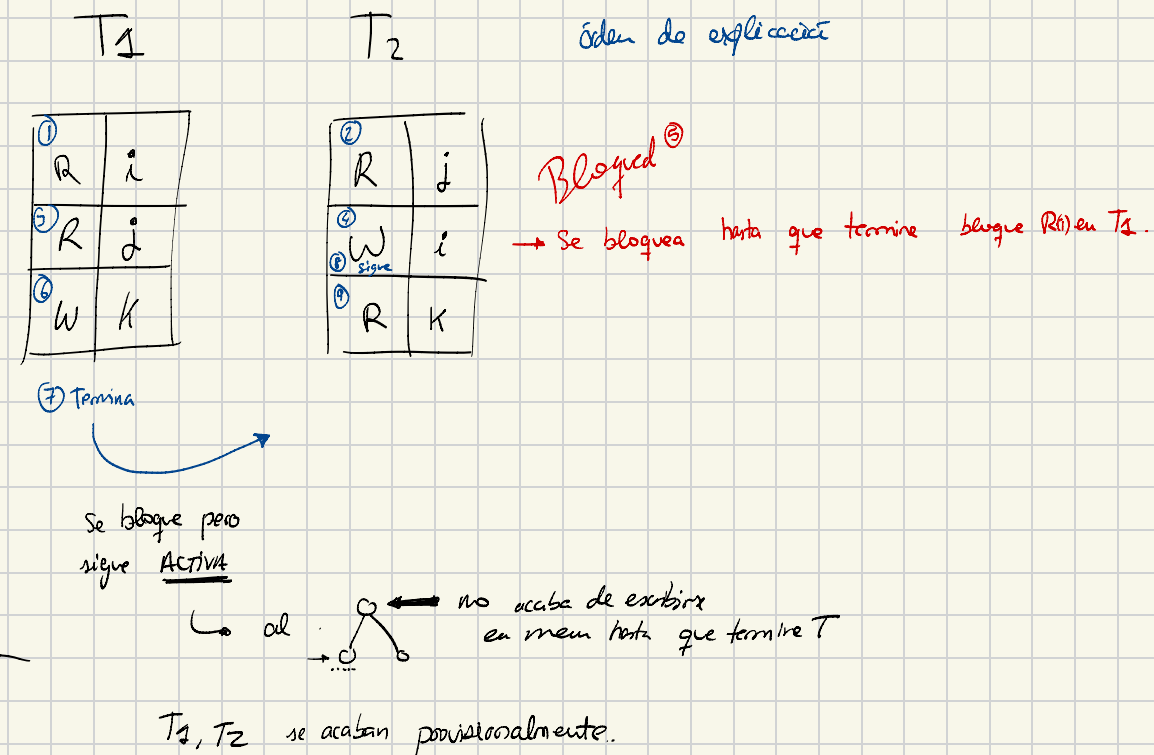 T1 T2 órden de explicación
① R i ② R j Bloqued ⑤
③ R j ④ W i → Se bloquea hasta que termine bloque R(i) en T1.
⑧ sigue
⑥ W K ⑨ R K
⑦ Termina
se bloque pero
sigue ACTIVA
al no acaba de escribirse
en mem hasta que termine T
T1, T2 se acaban provisionalmente.